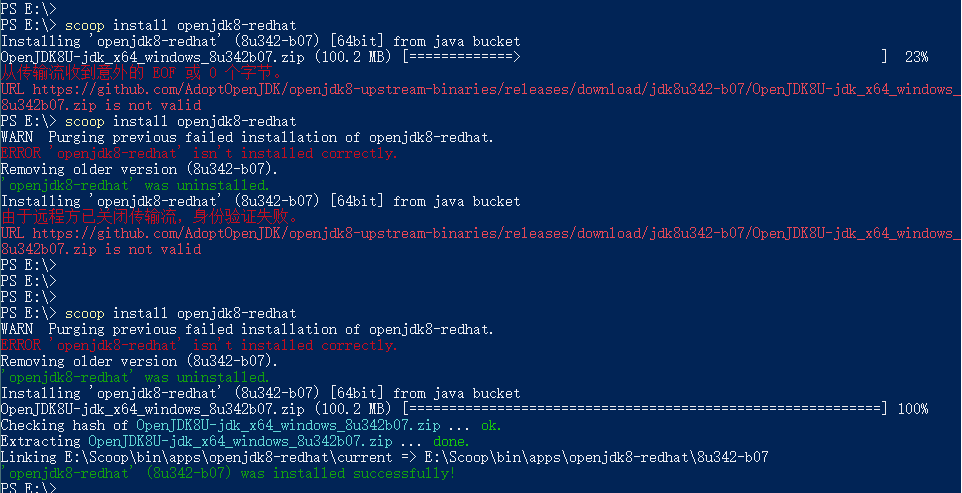 PS E:\>
PS E:\> scoop install openjdk8-redhat
Installing 'openjdk8-redhat' (8u342-b07) [64bit] from java bucket
OpenJDK8U-jdk_x64_windows_8u342b07.zip (100.2 MB) [=============>                                             ]  23%
从传输流收到意外的 EOF 或 0 个字节。
URL https://github.com/AdoptOpenJDK/openjdk8-upstream-binaries/releases/download/jdk8u342-b07/OpenJDK8U-jdk_x64_windows_
8u342b07.zip is not valid
PS E:\> scoop install openjdk8-redhat
WARN  Purging previous failed installation of openjdk8-redhat.
ERROR 'openjdk8-redhat' isn't installed correctly.
Removing older version (8u342-b07).
'openjdk8-redhat' was uninstalled.
Installing 'openjdk8-redhat' (8u342-b07) [64bit] from java bucket
由于远程方已关闭传输流，身份验证失败。
URL https://github.com/AdoptOpenJDK/openjdk8-upstream-binaries/releases/download/jdk8u342-b07/OpenJDK8U-jdk_x64_windows_
8u342b07.zip is not valid
PS E:\>
PS E:\>
PS E:\>
PS E:\> scoop install openjdk8-redhat
WARN  Purging previous failed installation of openjdk8-redhat.
ERROR 'openjdk8-redhat' isn't installed correctly.
Removing older version (8u342-b07).
'openjdk8-redhat' was uninstalled.
Installing 'openjdk8-redhat' (8u342-b07) [64bit] from java bucket
OpenJDK8U-jdk_x64_windows_8u342b07.zip (100.2 MB) [===========================================================] 100%
Checking hash of OpenJDK8U-jdk_x64_windows_8u342b07.zip ... ok.
Extracting OpenJDK8U-jdk_x64_windows_8u342b07.zip ... done.
Linking E:\Scoop\bin\apps\openjdk8-redhat\current => E:\Scoop\bin\apps\openjdk8-redhat\8u342-b07
'openjdk8-redhat' (8u342-b07) was installed successfully!
PS E:\>